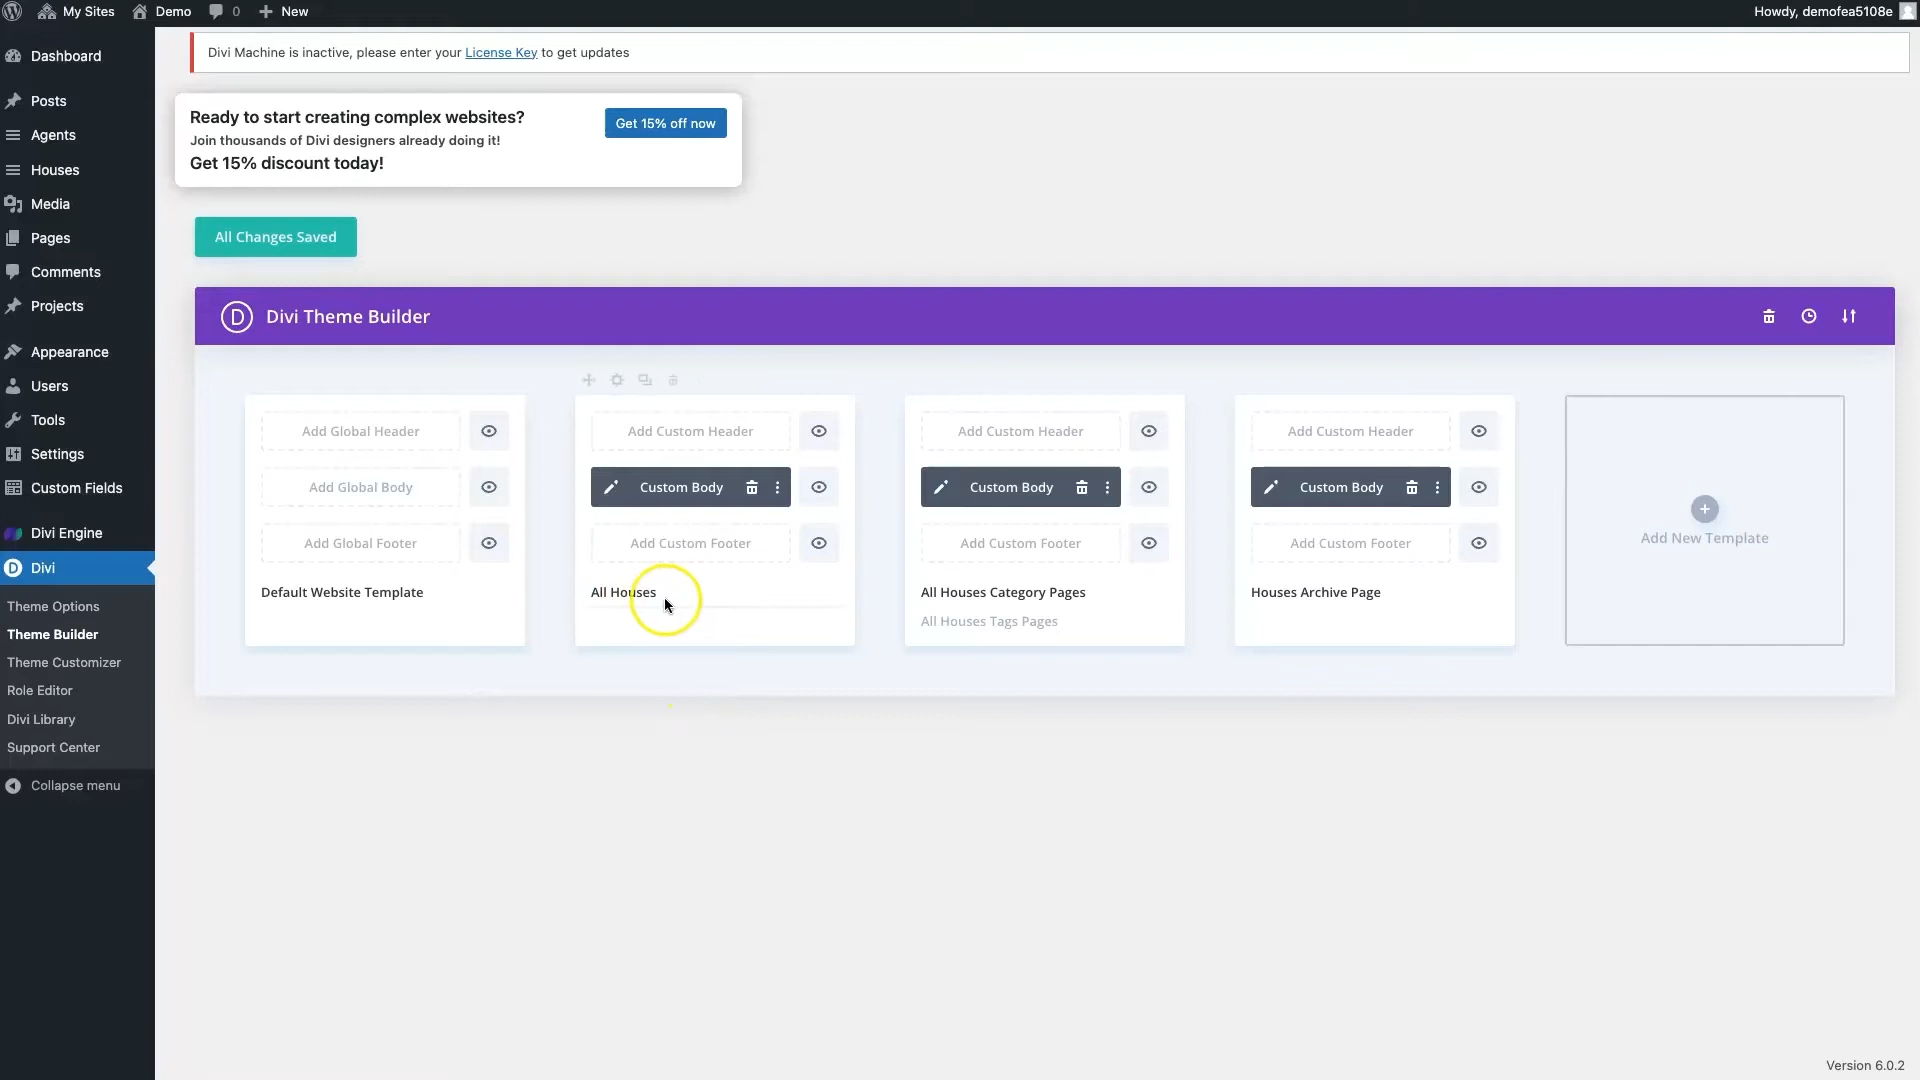 My Sites
Demo
0
New
Howdy, demofea5108e
Dashboard
Posts
Agents
Houses
Media
Pages
Comments
Projects
Appearance
Users
Tools
Settings
Custom Fields
Divi Engine
D Divi
Theme Options
Theme Builder
Theme Customizer
Role Editor
Divi Library
Support Center
Collapse menu
Divi Machine is inactive, please enter your License Key to get updates
Ready to start creating complex websites?
Join thousands of Divi designers already doing it!
Get 15% discount today!
Get 15% off now
All Changes Saved
D Divi Theme Builder
Add Global Header
Add Global Body
Add Global Footer
Default Website Template
Add Custom Header
Custom Body
Add Custom Footer
All Houses
Add Custom Header
Custom Body
Add Custom Footer
All Houses Category Pages
All Houses Tags Pages
Add Custom Header
Custom Body
Add Custom Footer
Houses Archive Page
Add New Template
Version 6.0.2